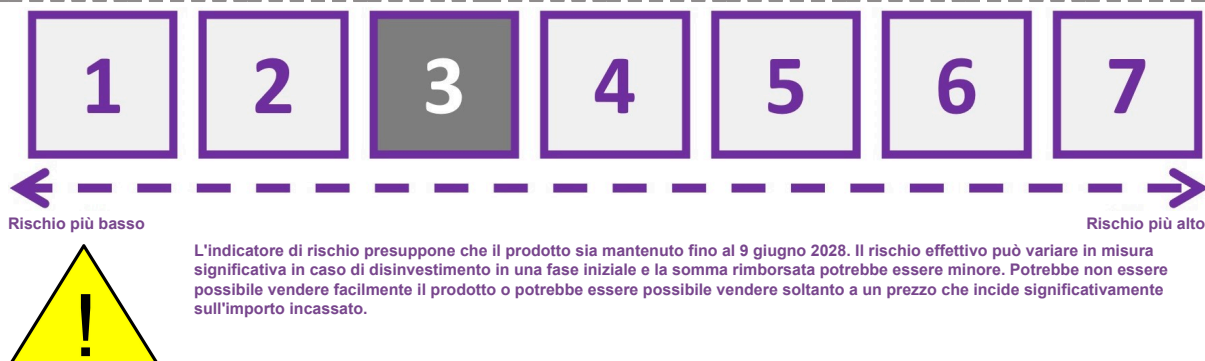 1 2 3 4 5 6 7
Rischio più basso Rischio più alto
L'indicatore di rischio presuppone che il prodotto sia mantenuto fino al 9 giugno 2028. Il rischio effettivo può variare in misura
significativa in caso di disinvestimento in una fase iniziale e la somma rimborsata potrebbe essere minore. Potrebbe non essere
possibile vendere facilmente il prodotto o potrebbe essere possibile vendere soltanto a un prezzo che incide significativamente
sull'importo incassato.
!